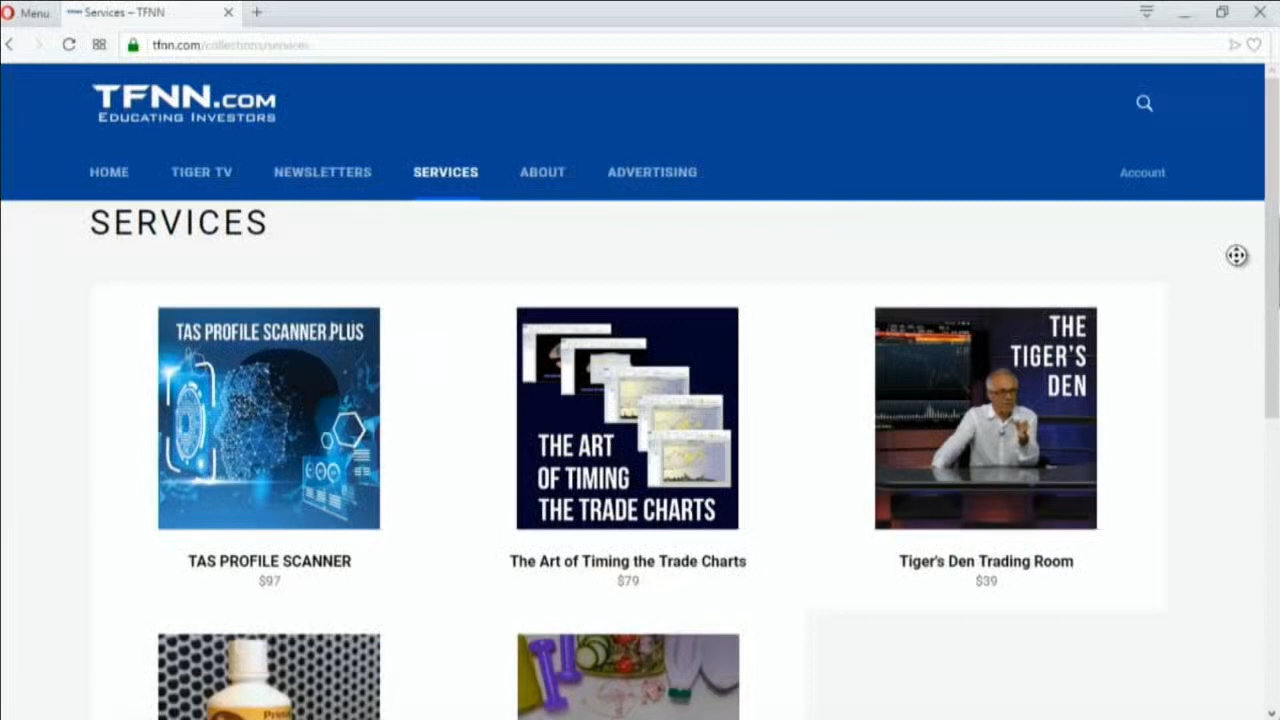 Menu
Services – TFNN
tfnn.com/collections/services
TFNN.COM
EDUCATING INVESTORS
HOME
TIGER TV
NEWSLETTERS
SERVICES
ABOUT
ADVERTISING
Account
SERVICES
TAS PROFILE SCANNER PLUS
THE ART
OF TIMING
THE TRADE CHARTS
THE
TIGER'S
DEN
TAS PROFILE SCANNER
$97
The Art of Timing the Trade Charts
$79
Tiger's Den Trading Room
$39